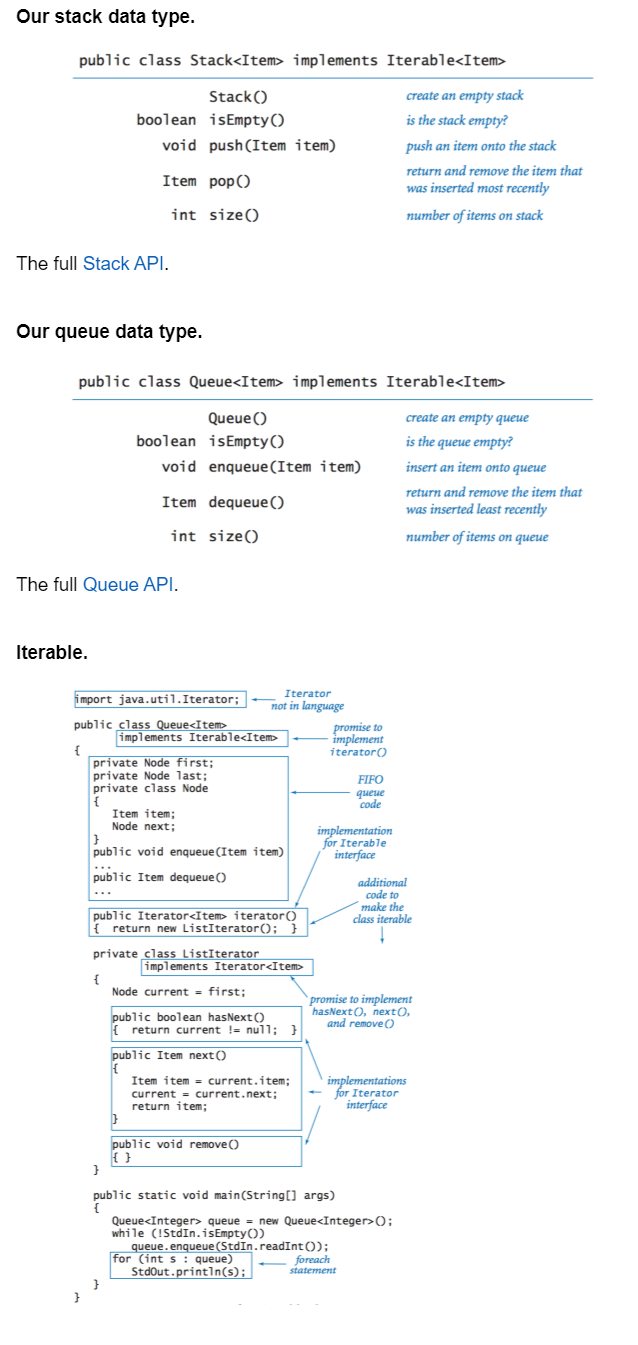 Our stack data type.
public class Stack<Item> implements Iterable<Item>
Stack() create an empty stack
boolean isEmpty() is the stack empty?
void push(Item item) push an item onto the stack
Item pop() return and remove the item that
was inserted most recently
int size() number of items on stack
The full Stack API.
Our queue data type.
public class Queue<Item> implements Iterable<Item>
Queue() create an empty queue
boolean isEmpty() is the queue empty?
void enqueue(Item item) insert an item onto queue
Item dequeue() return and remove the item that
was inserted least recently
int size() number of items on queue
The full Queue API.
Iterable.
import java.util.Iterator;
Iterator
not in language
public class Queue<Item>
implements Iterable<Item>
promise to
implement
iterator()
{
private Node first;
private Node last;
private class Node
{
Item item;
Node next;
}
public void enqueue(Item item)
...
public Item dequeue()
...
FIFO
queue
code
implementation
for Iterable
interface
additional
code to
make the
class iterable
public Iterator<Item> iterator()
{ return new ListIterator(); }
private class ListIterator
implements Iterator<Item>
{
Node current = first;
promise to implement
hasNext(), next(),
and remove()
public boolean hasNext()
{ return current != null; }
public Item next()
{
Item item = current.item;
current = current.next;
return item;
}
implementations
for Iterator
interface
public void remove()
{ }
}
public static void main(String[] args)
{
Queue<Integer> queue = new Queue<Integer>();
while (!StdIn.isEmpty())
queue.enqueue(StdIn.readInt());
for (int s : queue)
StdOut.println(s);
foreach
statement
}
}